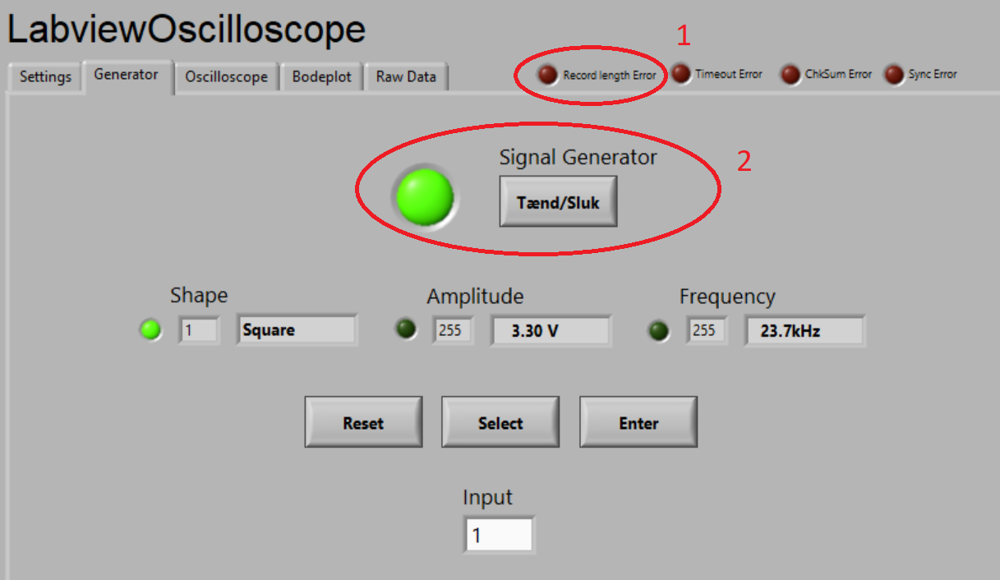 LabviewOscilloscope
1
Settings Generator Oscilloscope Bodeplot Raw Data Record length Error Timeout Error ChkSum Error Sync Error
Signal Generator
2
Tænd/Sluk
Shape Amplitude Frequency
1 Square 255 3.30 V 255 23.7kHz
Reset Select Enter
Input
1